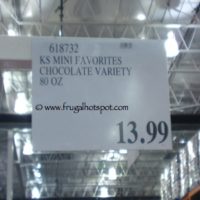 618732
KS MINI FAVORITES
CHOCOLATE VARIETY
80 OZ
www.frugalhotspot.com
13.99